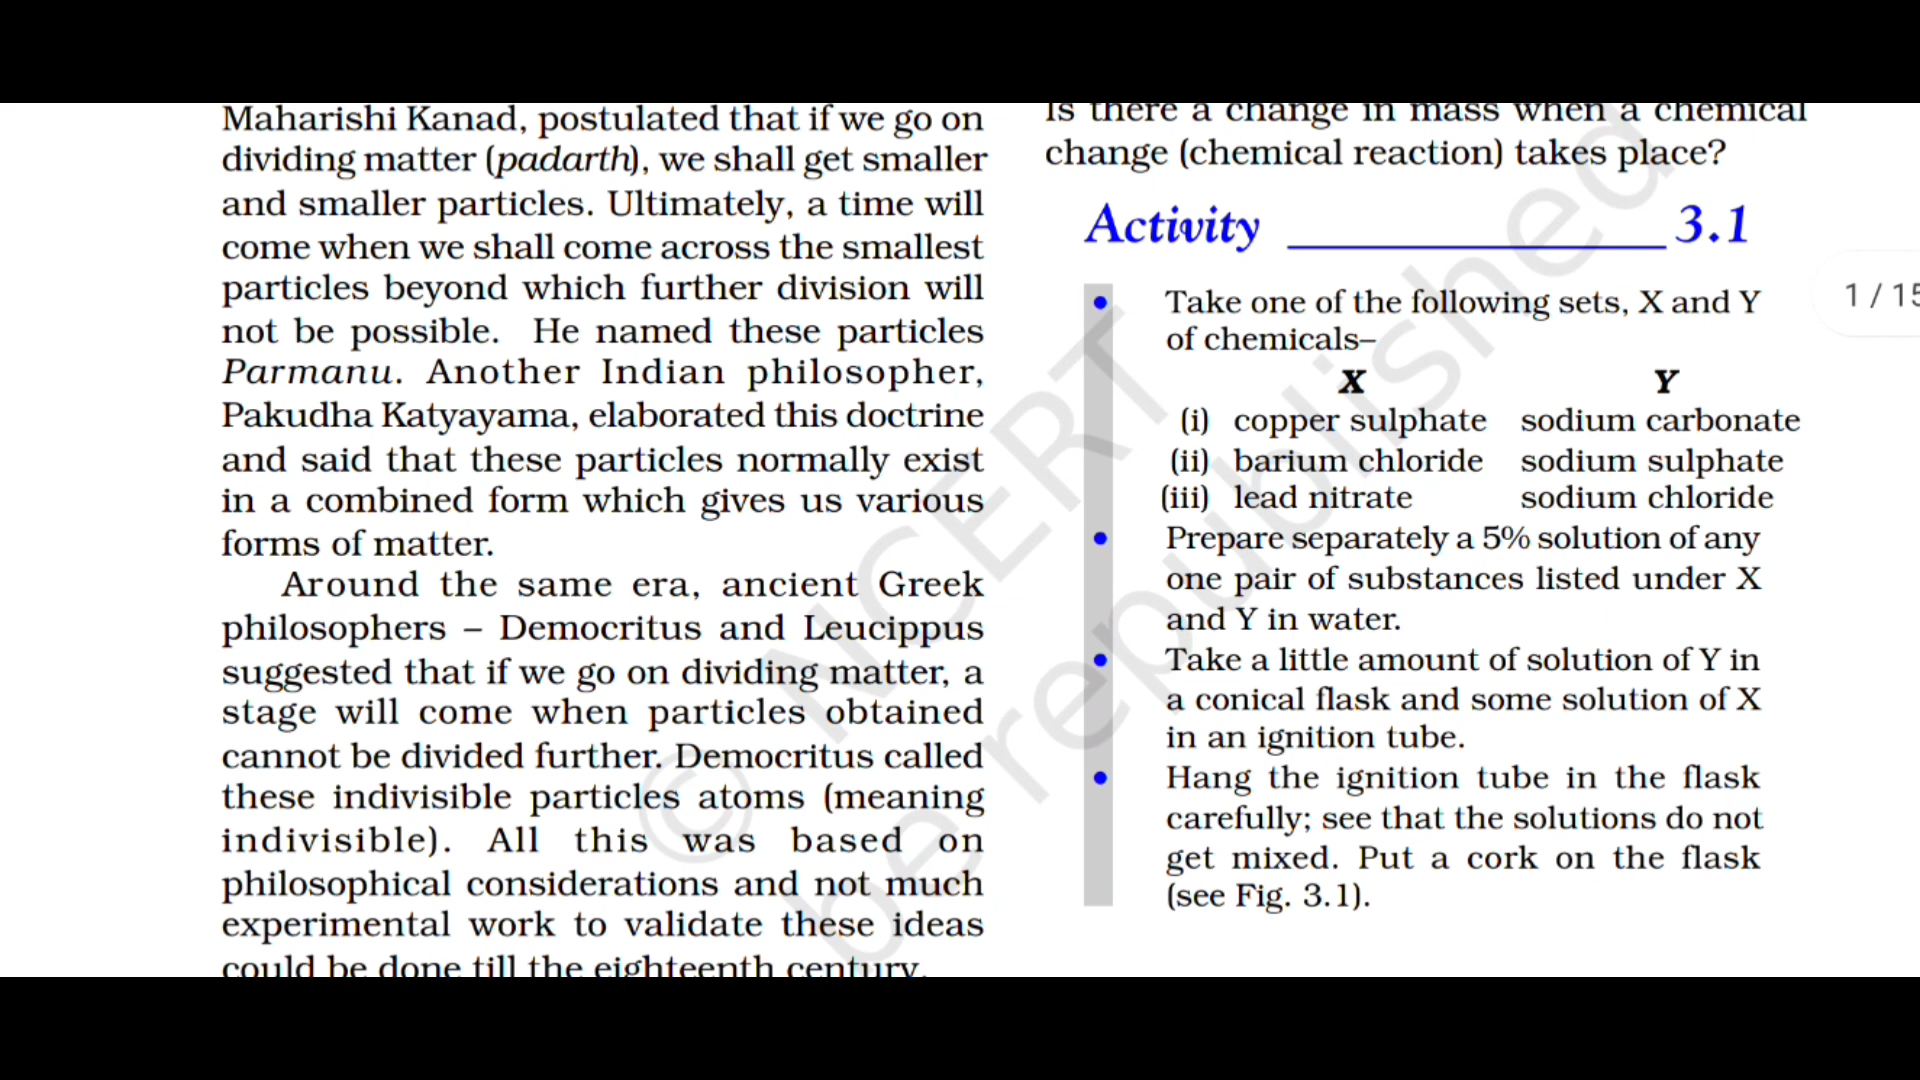 Maharishi Kanad, postulated that if we go on
dividing matter (padarth), we shall get smaller
and smaller particles. Ultimately, a time will
come when we shall come across the smallest
particles beyond which further division will
not be possible. He named these particles
Parmanu. Another Indian philosopher,
Pakudha Katyayama, elaborated this doctrine
and said that these particles normally exist
in a combined form which gives us various
forms of matter.
Around the same era, ancient Greek
philosophers – Democritus and Leucippus
suggested that if we go on dividing matter, a
stage will come when particles obtained
cannot be divided further. Democritus called
these indivisible particles atoms (meaning
indivisible). All this was based on
philosophical considerations and not much
experimental work to validate these ideas
could be done till the eighteenth century.
Is there a change in mass when a chemical
change (chemical reaction) takes place?
Activity 3.1
• Take one of the following sets, X and Y
of chemicals–
X Y
(i) copper sulphate sodium carbonate
(ii) barium chloride sodium sulphate
(iii) lead nitrate sodium chloride
• Prepare separately a 5% solution of any
one pair of substances listed under X
and Y in water.
• Take a little amount of solution of Y in
a conical flask and some solution of X
in an ignition tube.
• Hang the ignition tube in the flask
carefully; see that the solutions do not
get mixed. Put a cork on the flask
(see Fig. 3.1).
1 / 15
© NCERT
be republished